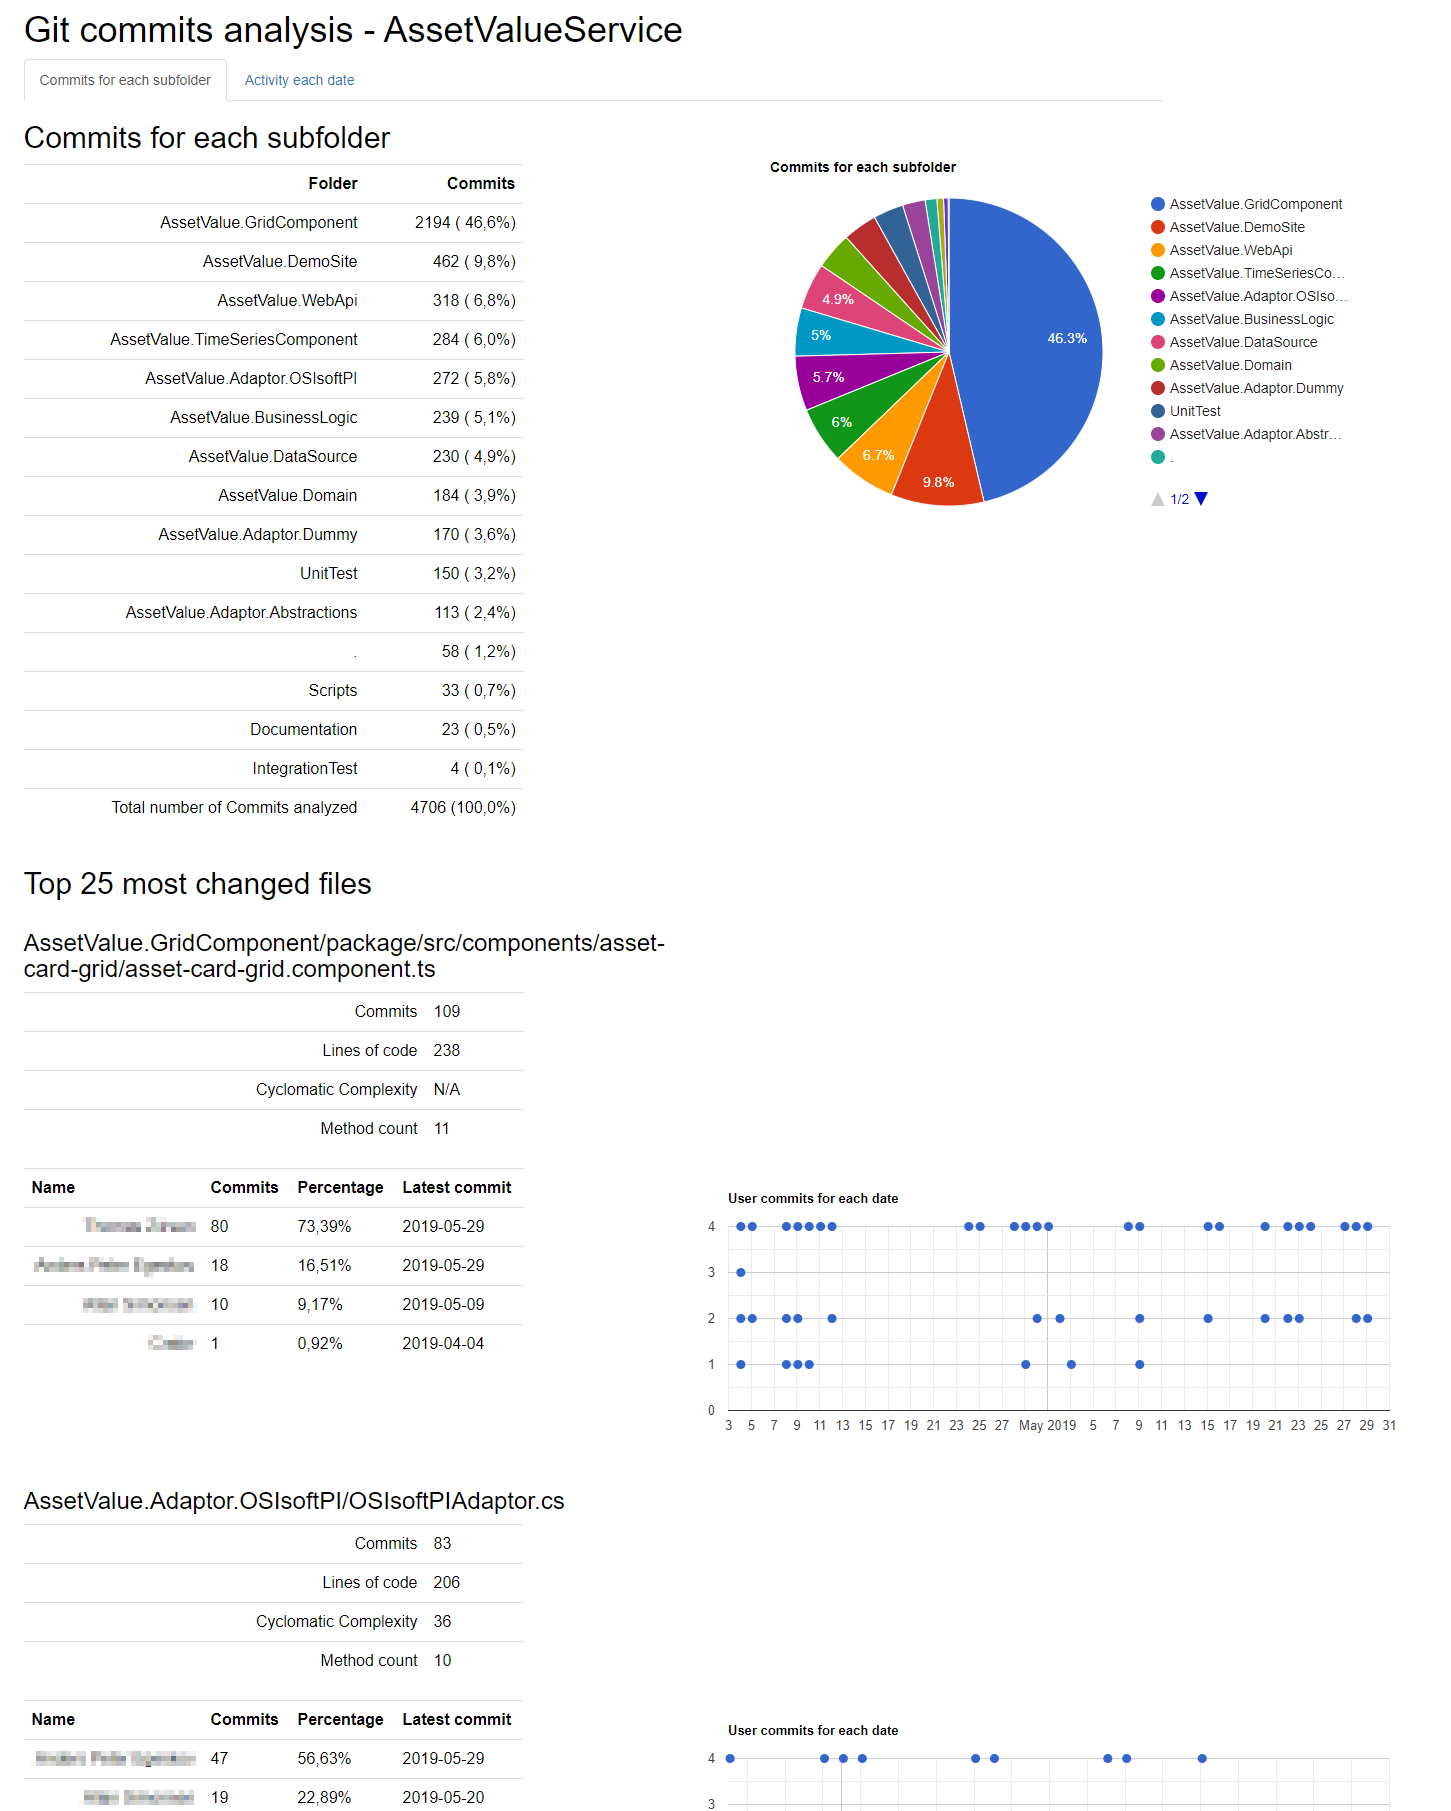 Git commits analysis - AssetValueService
Commits for each subfolder
Activity each date
Commits for each subfolder
Folder Commits
AssetValue.GridComponent 2194 ( 46,6%)
AssetValue.DemoSite 462 ( 9,8%)
AssetValue.WebApi 318 ( 6,8%)
AssetValue.TimeSeriesComponent 284 ( 6,0%)
AssetValue.Adaptor.OSIsoftPI 272 ( 5,8%)
AssetValue.BusinessLogic 239 ( 5,1%)
AssetValue.DataSource 230 ( 4,9%)
AssetValue.Domain 184 ( 3,9%)
AssetValue.Adaptor.Dummy 170 ( 3,6%)
UnitTest 150 ( 3,2%)
AssetValue.Adaptor.Abstractions 113 ( 2,4%)
. 58 ( 1,2%)
Scripts 33 ( 0,7%)
Documentation 23 ( 0,5%)
IntegrationTest 4 ( 0,1%)
Total number of Commits analyzed 4706 (100,0%)
Commits for each subfolder
46.3%
9.8%
6.7%
6%
5.7%
5%
4.9%
AssetValue.GridComponent
AssetValue.DemoSite
AssetValue.WebApi
AssetValue.TimeSeriesCo...
AssetValue.Adaptor.OSIso...
AssetValue.BusinessLogic
AssetValue.DataSource
AssetValue.Domain
AssetValue.Adaptor.Dummy
UnitTest
AssetValue.Adaptor.Abstr...
.
1/2
Top 25 most changed files
AssetValue.GridComponent/package/src/components/asset-
card-grid/asset-card-grid.component.ts
Commits 109
Lines of code 238
Cyclomatic Complexity N/A
Method count 11
Name Commits Percentage Latest commit
80 73,39% 2019-05-29
18 16,51% 2019-05-29
10 9,17% 2019-05-09
1 0,92% 2019-04-04
User commits for each date
4
3
2
1
0
3 5 7 9 11 13 15 17 19 21 23 25 27 May 2019 5 7 9 11 13 15 17 19 21 23 25 27 29 31
AssetValue.Adaptor.OSIsoftPI/OSIsoftPIAdaptor.cs
Commits 83
Lines of code 206
Cyclomatic Complexity 36
Method count 10
Name Commits Percentage Latest commit
47 56,63% 2019-05-29
19 22,89% 2019-05-20
User commits for each date
4
3